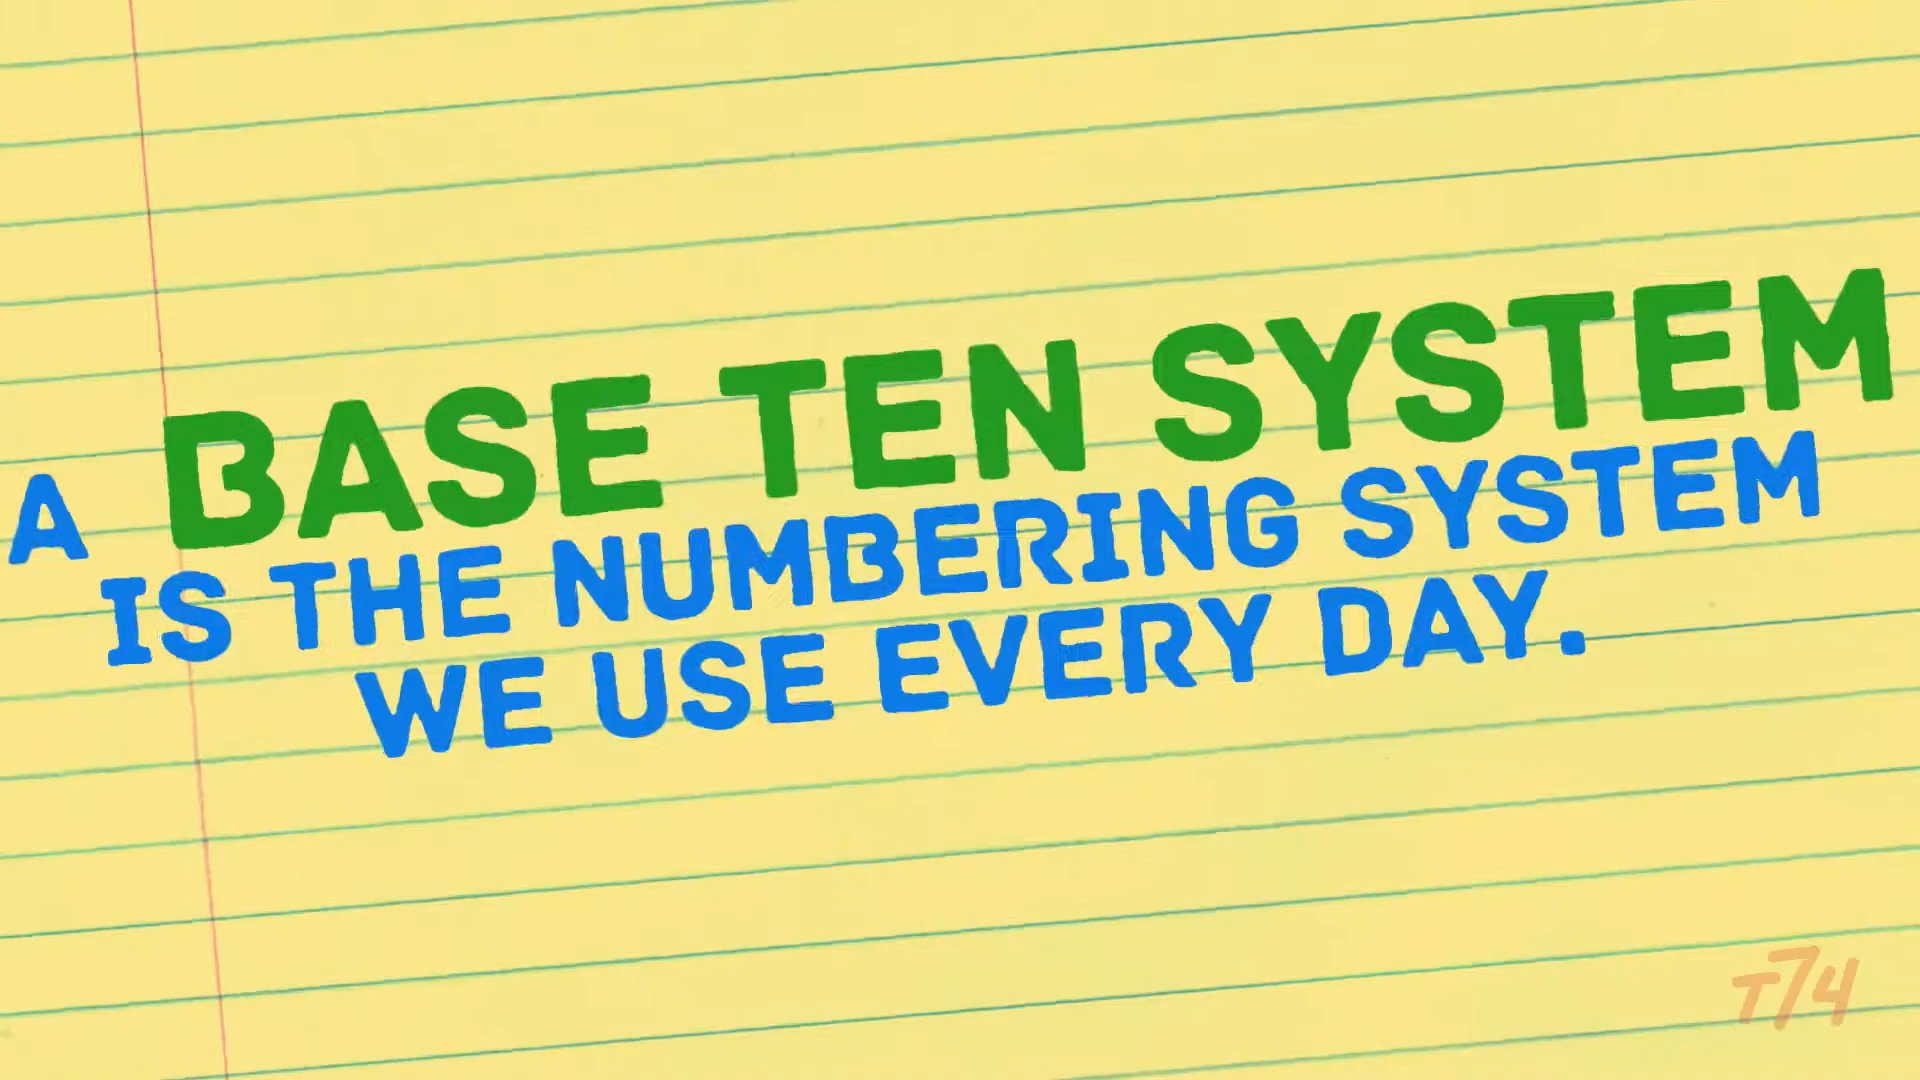 A BASE TEN SYSTEM
IS THE NUMBERING SYSTEM
WE USE EVERY DAY.
T74